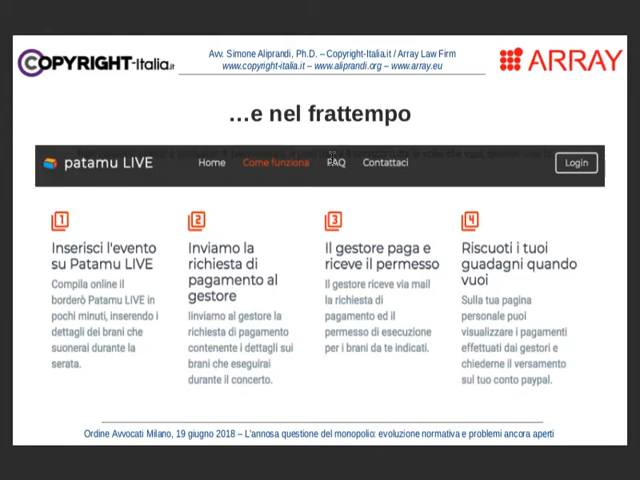 COPYRIGHT-Italia.it
Avv. Simone Aliprandi, Ph.D. – Copyright-Italia.it / Array Law Firm
www.copyright-italia.it – www.aliprandi.org – www.array.eu
ARRAY
…e nel frattempo
patamu LIVE
Home Come funziona FAQ Contattaci Login
1
Inserisci l'evento
su Patamu LIVE
Compila online il
borderò Patamu LIVE in
pochi minuti, inserendo i
dettagli dei brani che
suonerai durante la
serata.
2
Inviamo la
richiesta di
pagamento al
gestore
Iinviamo al gestore la
richiesta di pagamento
contenente i dettagli sui
brani che eseguirai
durante il concerto.
3
Il gestore paga e
riceve il permesso
Il gestore riceve via mail
la richiesta di
pagamento ed il
permesso di esecuzione
per i brani da te indicati.
4
Riscuoti i tuoi
guadagni quando
vuoi
Sulla tua pagina
personale puoi
visualizzare i pagamenti
effettuati dai gestori e
chiederne il versamento
sul tuo conto paypal.
Ordine Avvocati Milano, 19 giugno 2018 – L'annosa questione del monopolio: evoluzione normativa e problemi ancora aperti